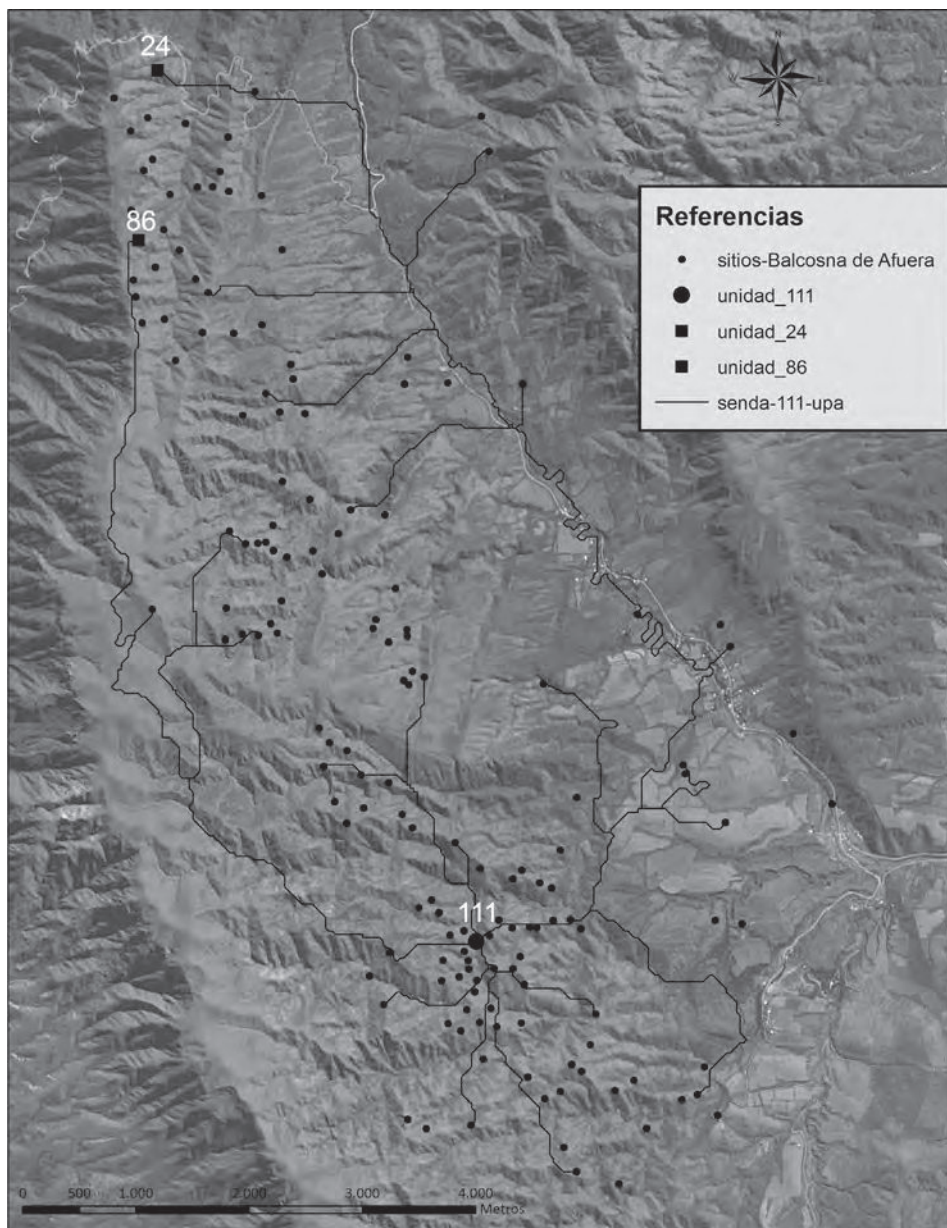 24
86
Referencias
sitios-Balcosna de Afuera
unidad_111
unidad_24
unidad_86
senda-111-upa
111
0 500 1.000 2.000 3.000 4.000
Metros